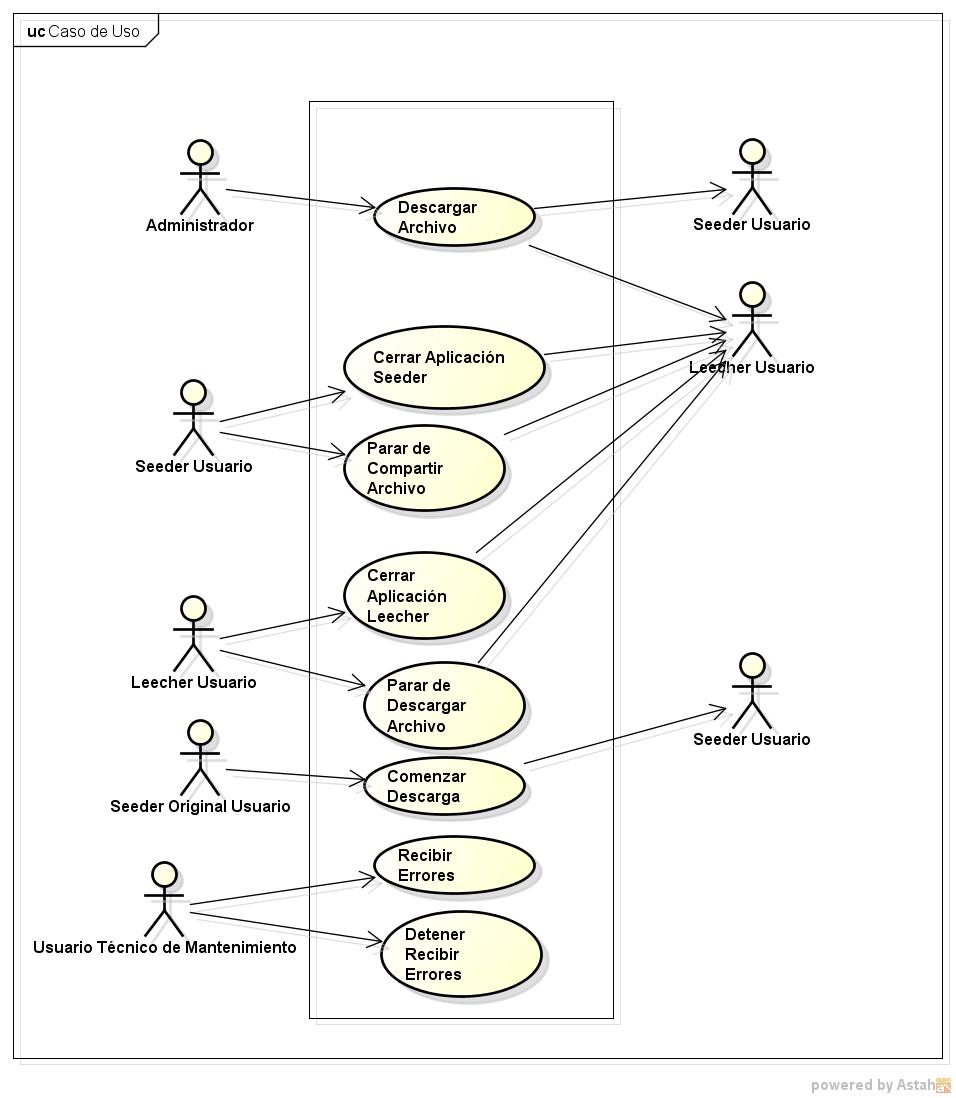 uc Caso de Uso
Administrador
Descargar
Archivo
Seeder Usuario
Leecher Usuario
Cerrar Aplicación
Seeder
Seeder Usuario
Parar de
Compartir
Archivo
Cerrar
Aplicación
Leecher
Leecher Usuario
Parar de
Descargar
Archivo
Seeder Usuario
Seeder Original Usuario
Comenzar
Descarga
Recibir
Errores
Usuario Técnico de Mantenimiento
Detener
Recibir
Errores
powered by Astah